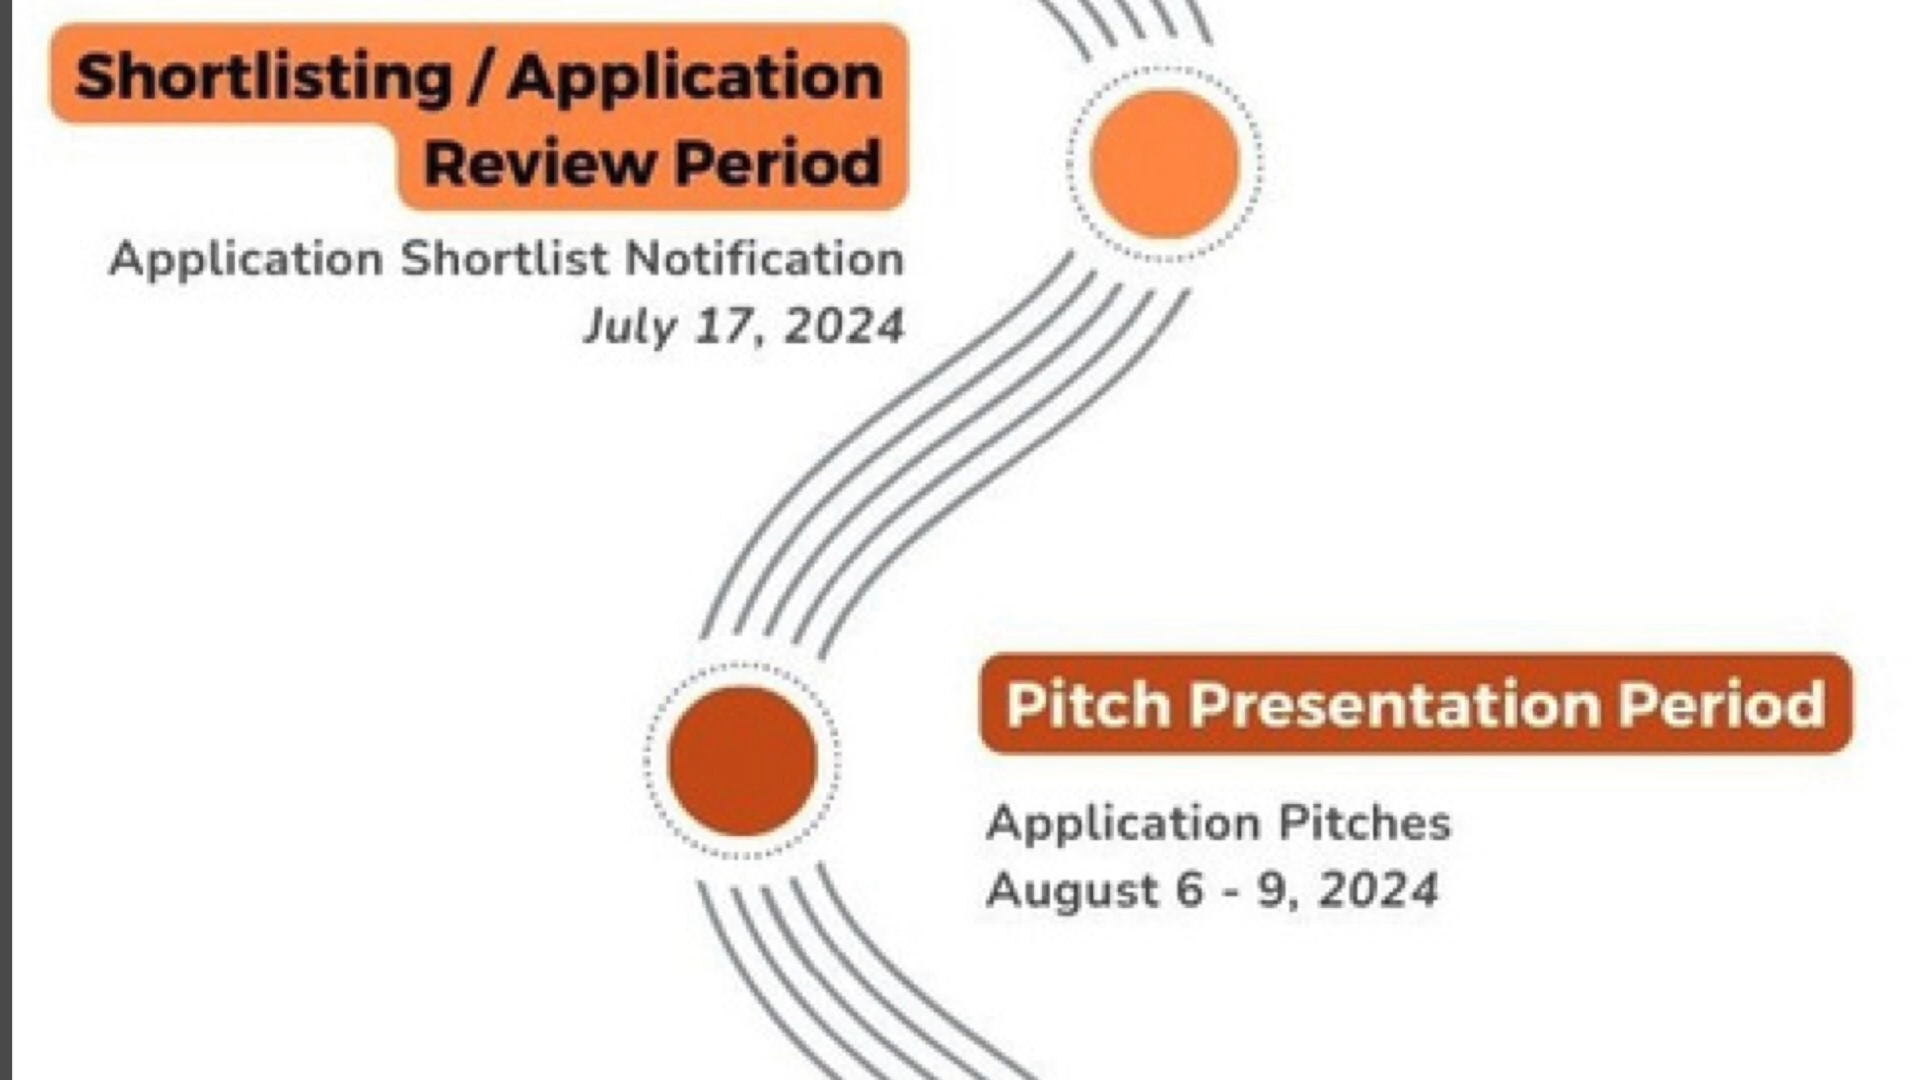 Shortlisting / Application
Review Period
Application Shortlist Notification
July 17, 2024
Pitch Presentation Period
Application Pitches
August 6 - 9, 2024